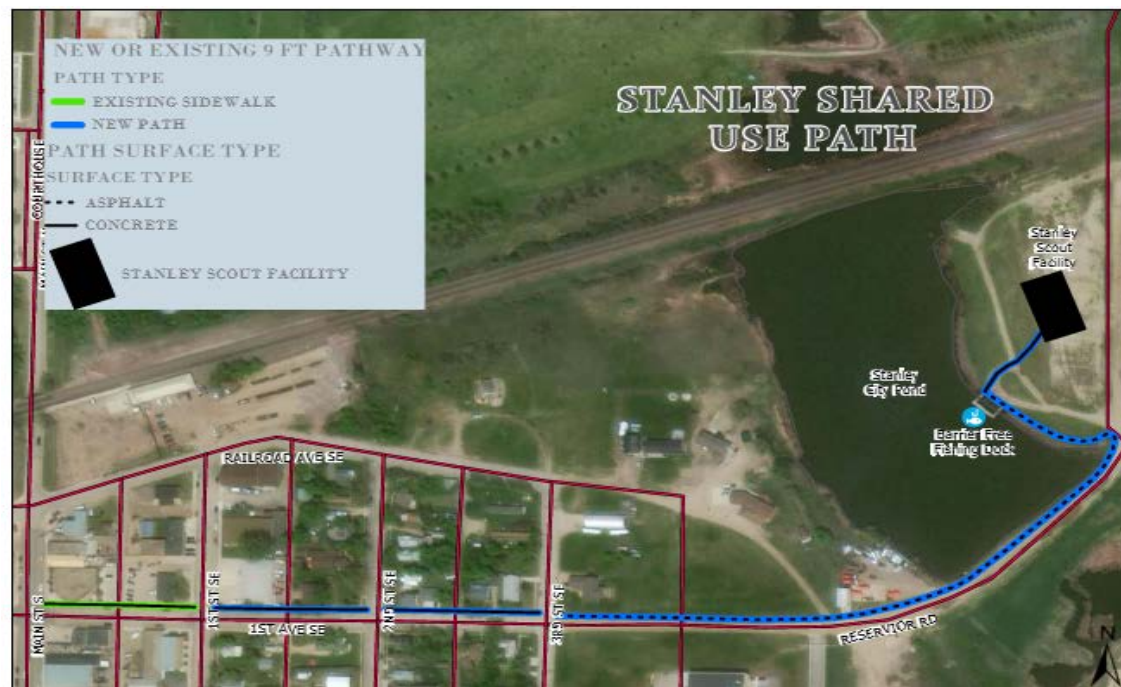 NEW OR EXISTING 9 FT PATHWAY
PATH TYPE
EXISTING SIDEWALK
NEW PATH
PATH SURFACE TYPE
SURFACE TYPE
ASPHALT
CONCRETE
STANLEY SCOUT FACILITY
STANLEY SHARED
USE PATH
COURTHOUSE
Stanley
Scout
Facility
Stanley
City Pond
Barrier Free
Fishing Dock
RAILROAD AVE SE
MAIN ST S
1ST ST SE
2ND ST SE
3RD ST SE
1ST AVE SE
RESERVIOR RD
N